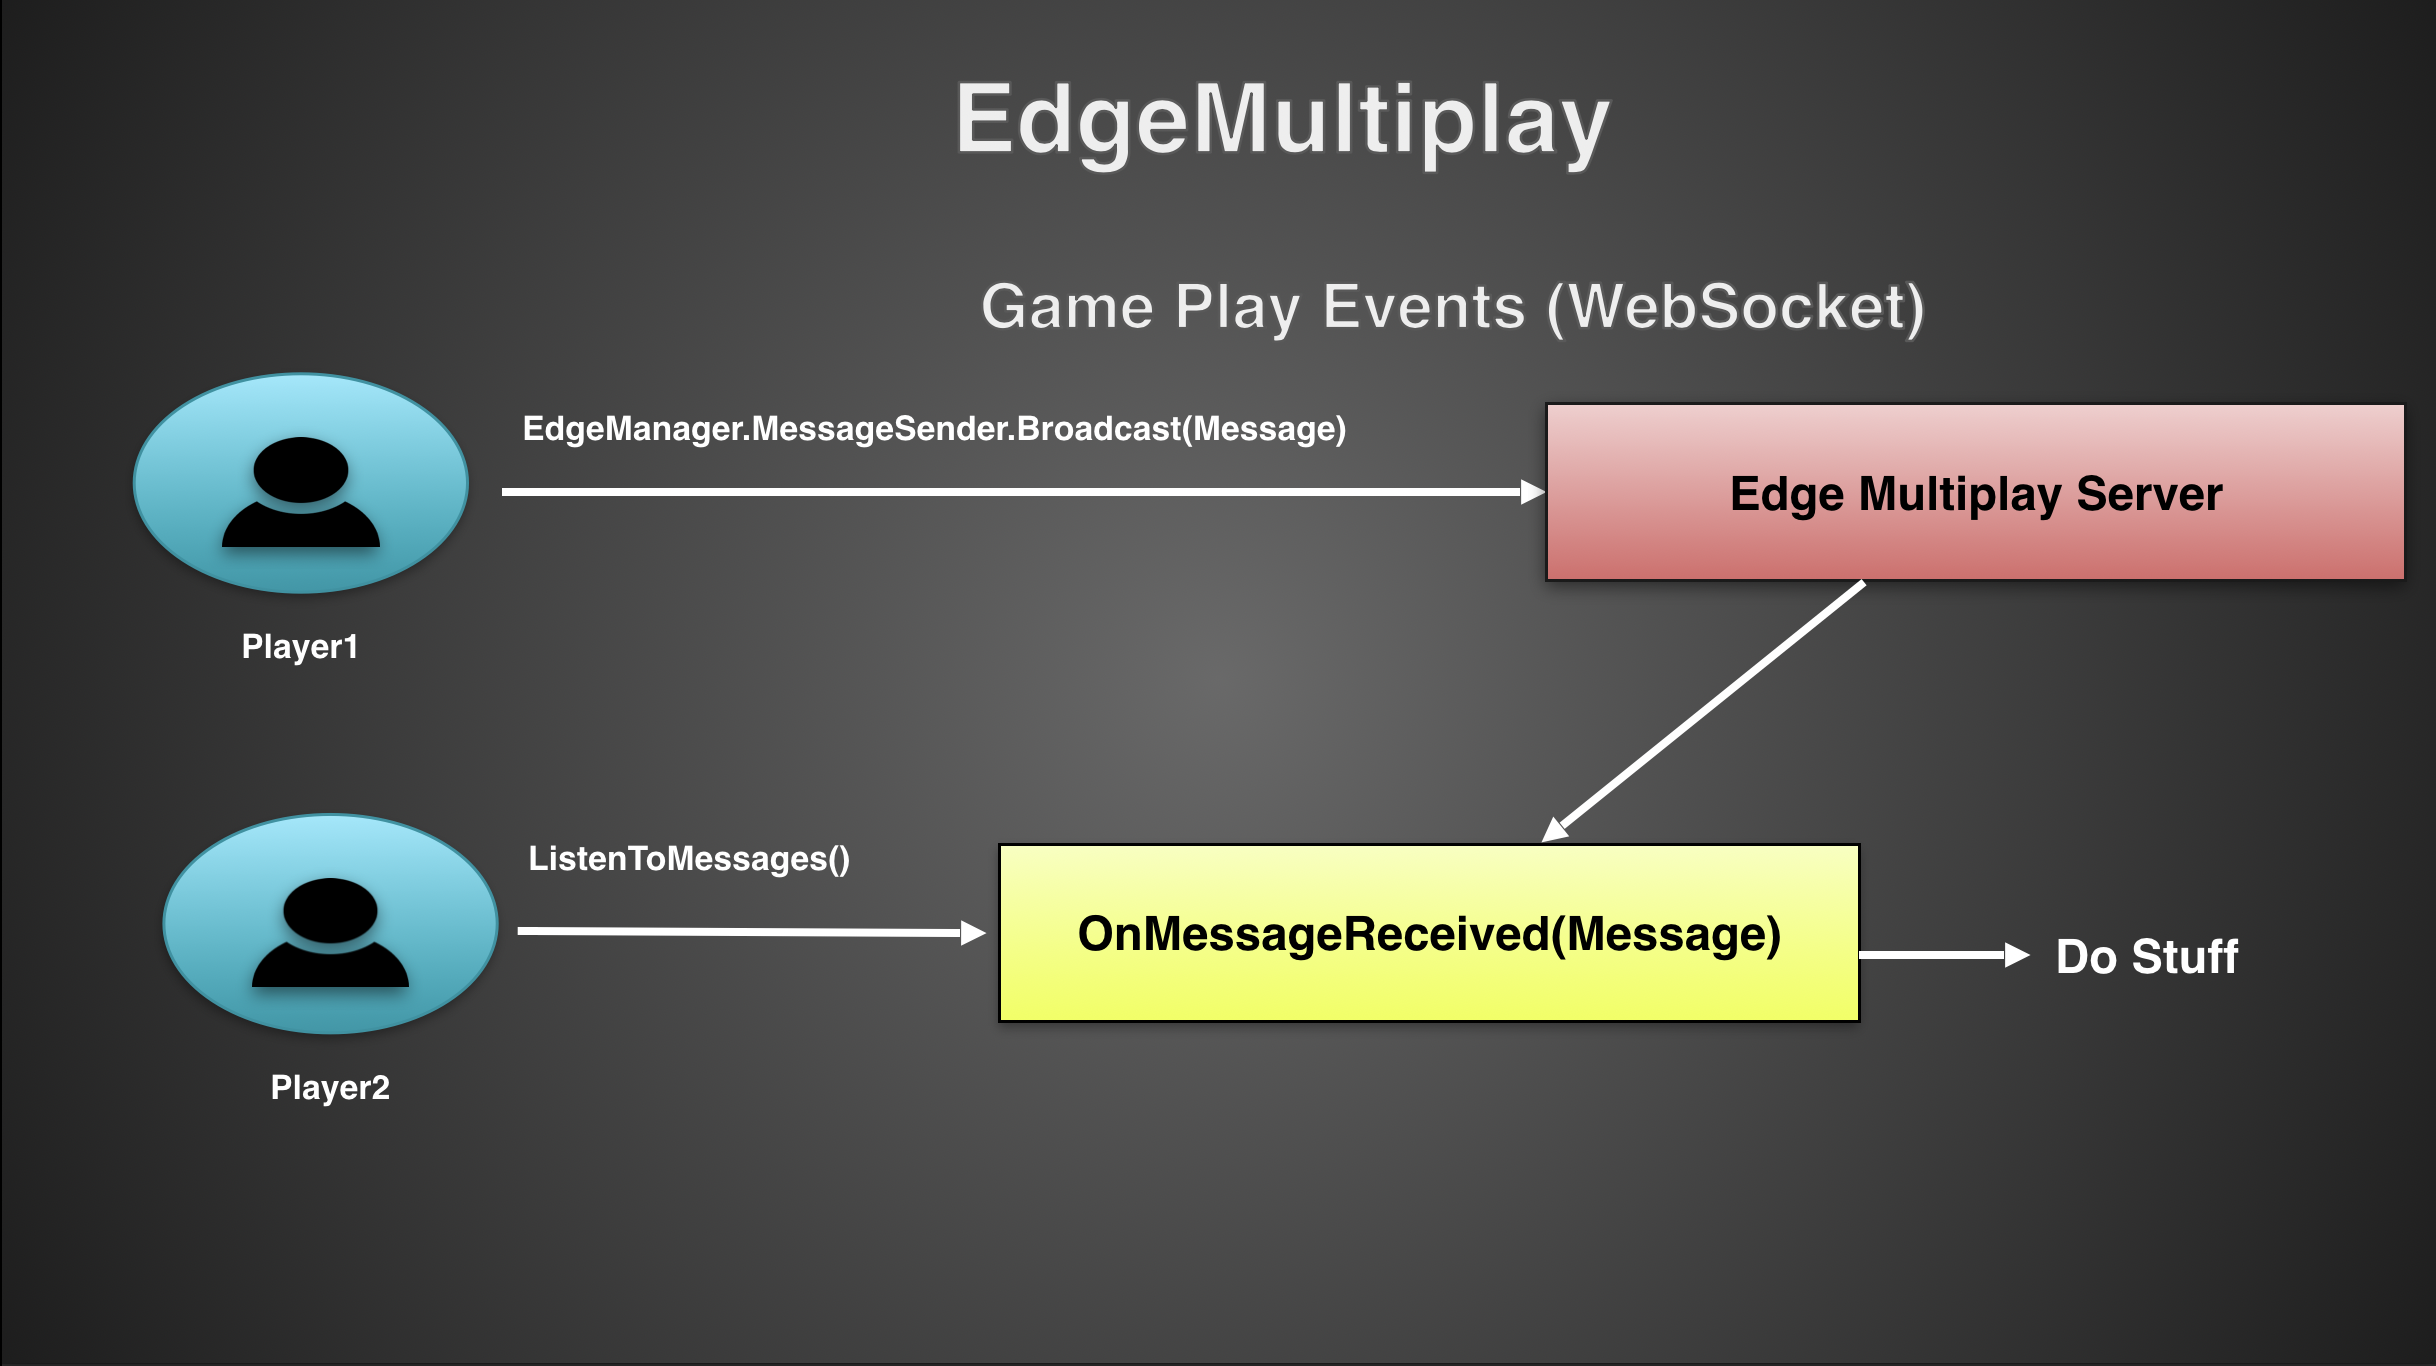 EdgeMultiplay
Game Play Events (WebSocket)
EdgeManager.MessageSender.Broadcast(Message)
Edge Multiplay Server
Player1
ListenToMessages()
OnMessageReceived(Message)
Do Stuff
Player2